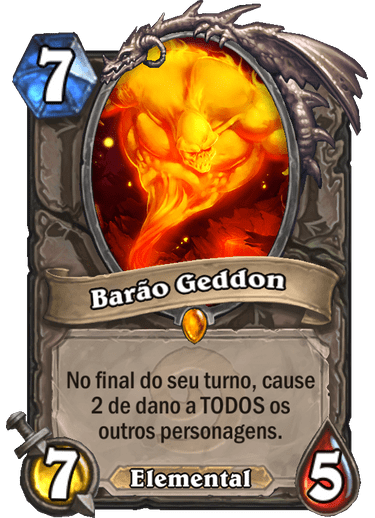 7
Barão Geddon
No final do seu turno, cause
2 de dano a TODOS os
outros personagens.
7
Elemental
5